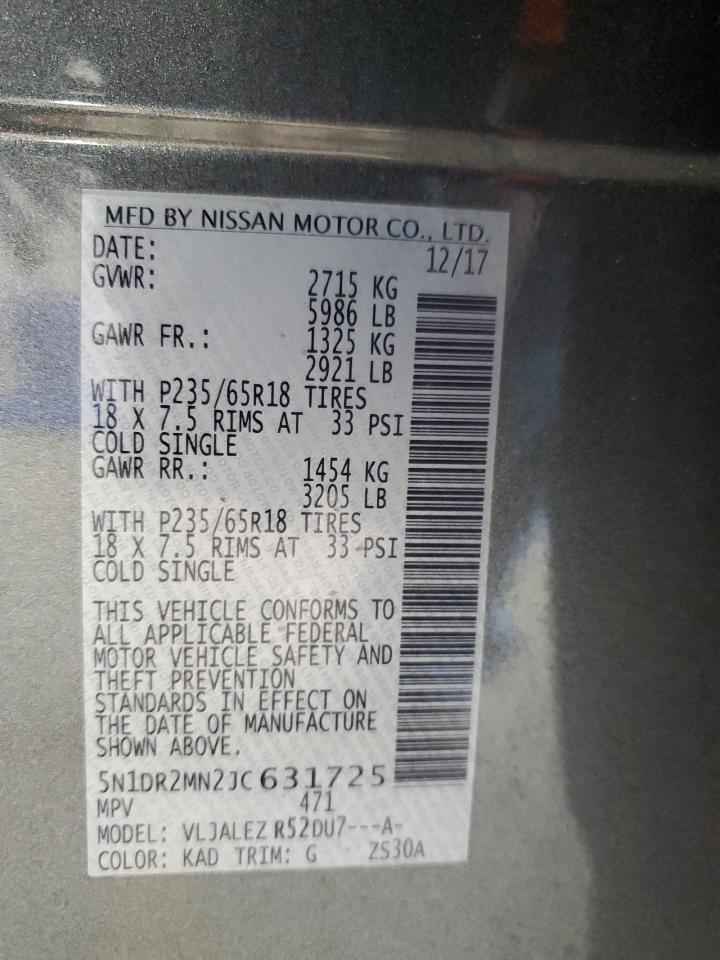 MFD BY NISSAN MOTOR CO., LTD.
DATE: 12/17
GVWR: 2715 KG
5986 LB
GAWR FR.: 1325 KG
2921 LB
WITH P235/65R18 TIRES
18 X 7.5 RIMS AT 33 PSI
COLD SINGLE
GAWR RR.: 1454 KG
3205 LB
WITH P235/65R18 TIRES
18 X 7.5 RIMS AT 33 PSI
COLD SINGLE
THIS VEHICLE CONFORMS TO
ALL APPLICABLE FEDERAL
MOTOR VEHICLE SAFETY AND
THEFT PREVENTION
STANDARDS IN EFFECT ON
THE DATE OF MANUFACTURE
SHOWN ABOVE.
5N1DR2MN2JC631725
MPV 471
MODEL: VLJALEZ R52DU7---A-
COLOR: KAD TRIM: G ZS30A